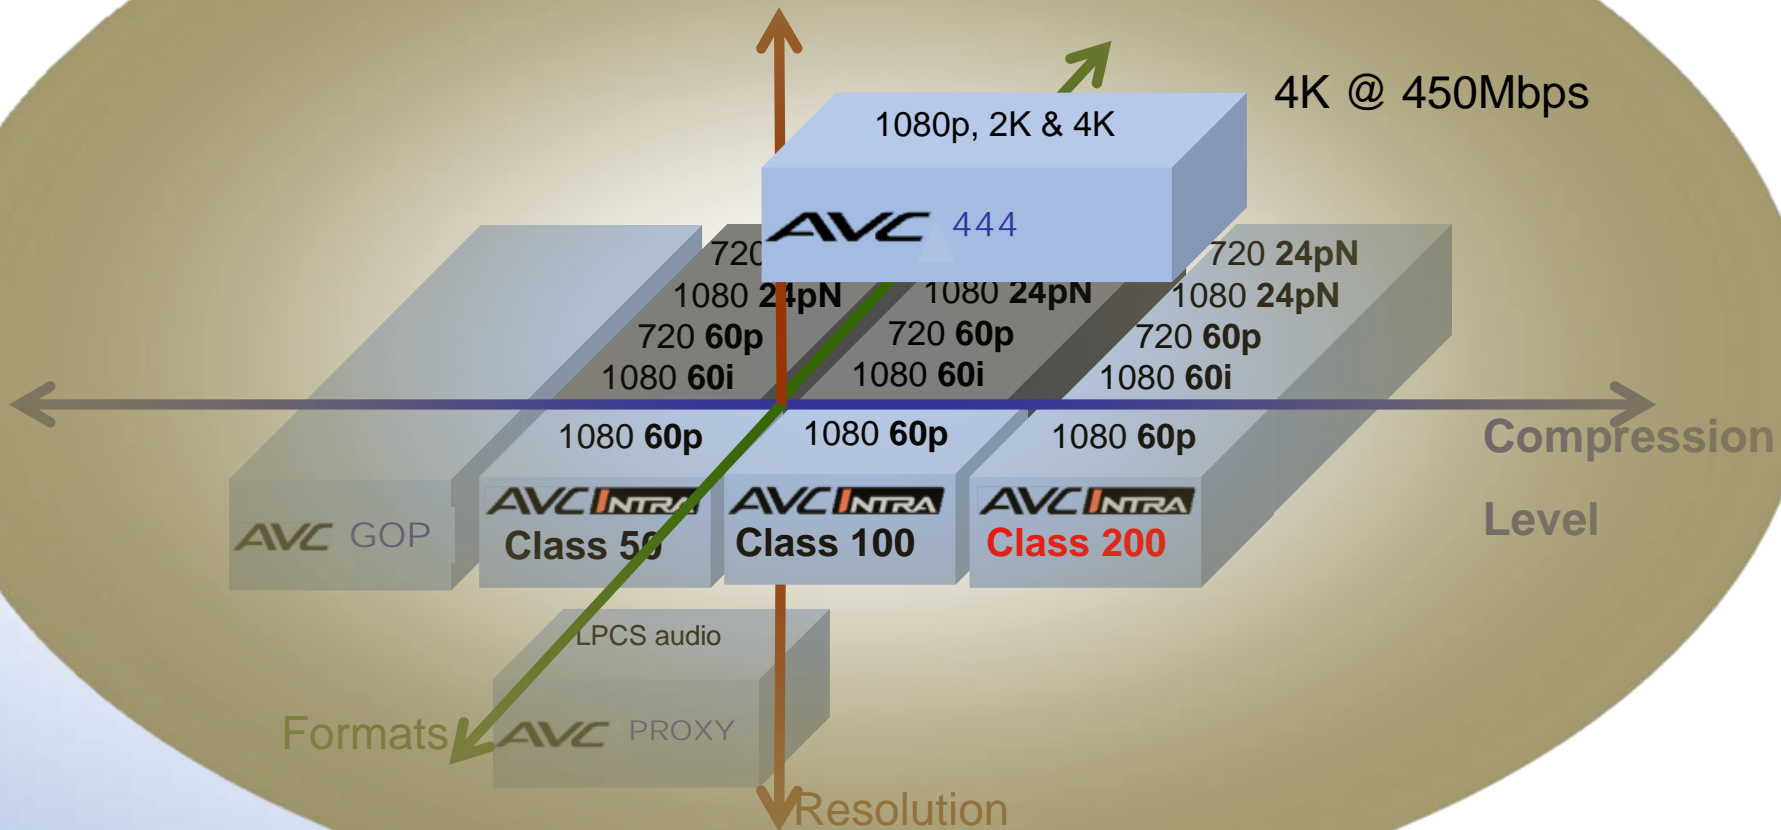 4K @ 450Mbps
1080p, 2K & 4K
AVC 444
720
1080 24pN
720 60p
1080 60i
1080 60p
AVC INTRA
Class 50
1080 24pN
720 60p
1080 60i
1080 60p
AVC INTRA
Class 100
720 24pN
1080 24pN
720 60p
1080 60i
1080 60p
AVC INTRA
Class 200
AVC GOP
Compression
Level
LPCS audio
AVC PROXY
Formats
Resolution